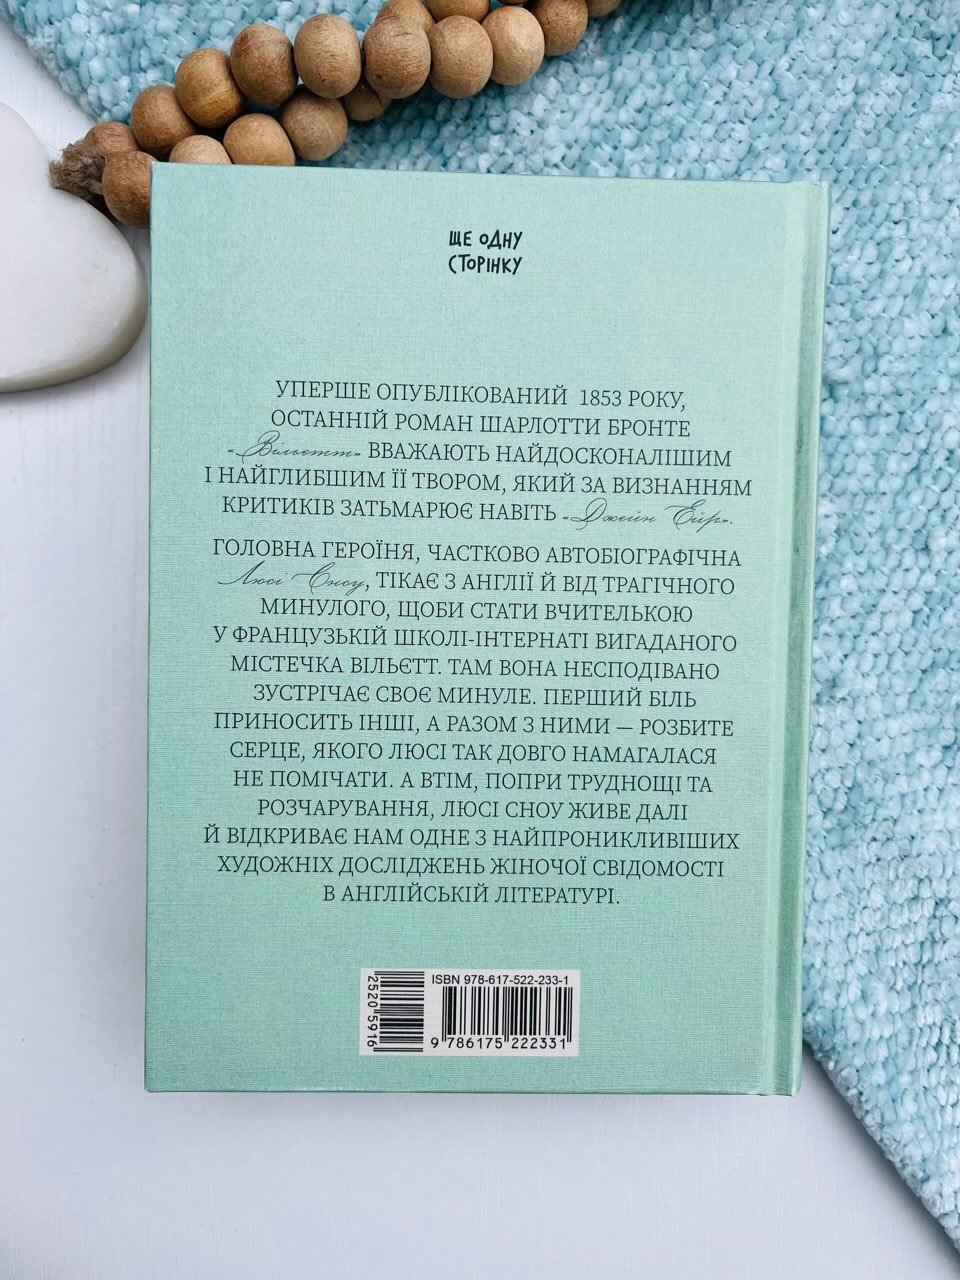 ЩЕ ОДНУ
СТОРІНКУ
УПЕРШЕ ОПУБЛІКОВАНИЙ 1853 РОКУ,
ОСТАННІЙ РОМАН ШАРЛОТТИ БРОНТЕ
«Вільєтт» ВВАЖАЮТЬ НАЙДОСКОНАЛІШИМ
І НАЙГЛИБШИМ ЇЇ ТВОРОМ, ЯКИЙ ЗА ВИЗНАННЯМ
КРИТИКІВ ЗАТЬМАРЮЄ НАВІТЬ «Джейн Ейр».
ГОЛОВНА ГЕРОЇНЯ, ЧАСТКОВО АВТОБІОГРАФІЧНА
Люсі Сноу, ТІКАЄ З АНГЛІЇ Й ВІД ТРАГІЧНОГО
МИНУЛОГО, ЩОБИ СТАТИ ВЧИТЕЛЬКОЮ
У ФРАНЦУЗЬКІЙ ШКОЛІ-ІНТЕРНАТІ ВИГАДАНОГО
МІСТЕЧКА ВІЛЬЄТТ. ТАМ ВОНА НЕСПОДІВАНО
ЗУСТРІЧАЄ СВОЄ МИНУЛЕ. ПЕРШИЙ БІЛЬ
ПРИНОСИТЬ ІНШІ, А РАЗОМ З НИМИ — РОЗБИТЕ
СЕРЦЕ, ЯКОГО ЛЮСІ ТАК ДОВГО НАМАГАЛАСЯ
НЕ ПОМІЧАТИ. А ВТІМ, ПОПРИ ТРУДНОЩІ ТА
РОЗЧАРУВАННЯ, ЛЮСІ СНОУ ЖИВЕ ДАЛІ
Й ВІДКРИВАЄ НАМ ОДНЕ З НАЙПРОНИКЛИВІШИХ
ХУДОЖНІХ ДОСЛІДЖЕНЬ ЖІНОЧОЇ СВІДОМОСТІ
В АНГЛІЙСЬКІЙ ЛІТЕРАТУРІ.
ISBN 978-617-522-233-1
2520 5916
9 786175 222331